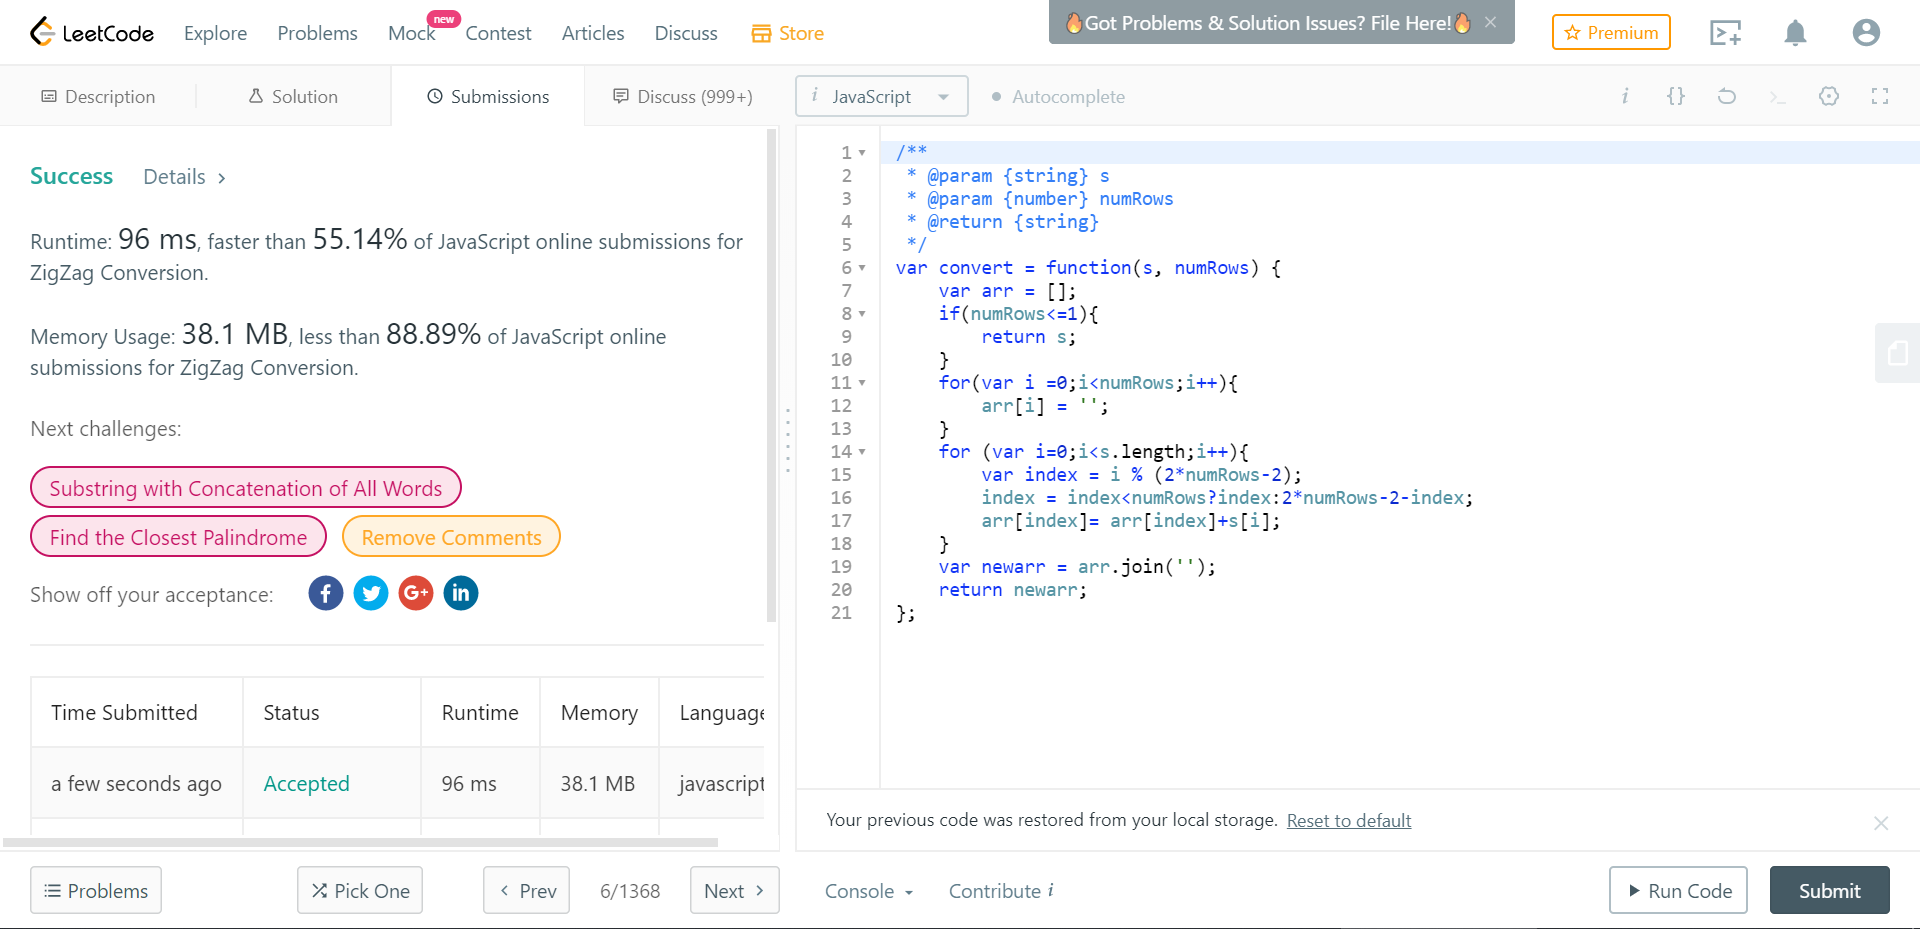 LeetCode Explore Problems Mock new Contest Articles Discuss Store
🔥Got Problems & Solution Issues? File Here!🔥 ×
Premium
Description Solution Submissions Discuss (999+)
i JavaScript Autocomplete i {}
Success Details >
Runtime: 96 ms, faster than 55.14% of JavaScript online submissions for
ZigZag Conversion.
Memory Usage: 38.1 MB, less than 88.89% of JavaScript online
submissions for ZigZag Conversion.
Next challenges:
Substring with Concatenation of All Words
Find the Closest Palindrome Remove Comments
Show off your acceptance: f G+ in
Time Submitted Status Runtime Memory Language
a few seconds ago Accepted 96 ms 38.1 MB javascript
1 /**
2  * @param {string} s
3  * @param {number} numRows
4  * @return {string}
5  */
6 var convert = function(s, numRows) {
7     var arr = [];
8     if(numRows<=1){
9         return s;
10     }
11     for(var i =0;i<numRows;i++){
12         arr[i] = '';
13     }
14     for (var i=0;i<s.length;i++){
15         var index = i % (2*numRows-2);
16         index = index<numRows?index:2*numRows-2-index;
17         arr[index]= arr[index]+s[i];
18     }
19     var newarr = arr.join('');
20     return newarr;
21 };
Your previous code was restored from your local storage. Reset to default
Problems Pick One < Prev 6/1368 Next > Console Contribute i Run Code Submit